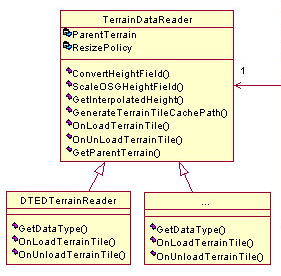 TerrainDataReader
ParentTerrain
ResizePolicy
ConvertHeightField()
ScaleOSGHeightField()
GetInterpolatedHeight()
GenerateTerrainTileCachePath()
OnLoadTerrainTile()
OnUnLoadTerrainTile()
GetParentTerrain()
1
DTEDTerrainReader
GetDataType()
OnLoadTerrainTile()
OnUnloadTerrainTile()
...
GetDataType()
OnLoadTerrainTile()
OnUnloadTerrainTile()